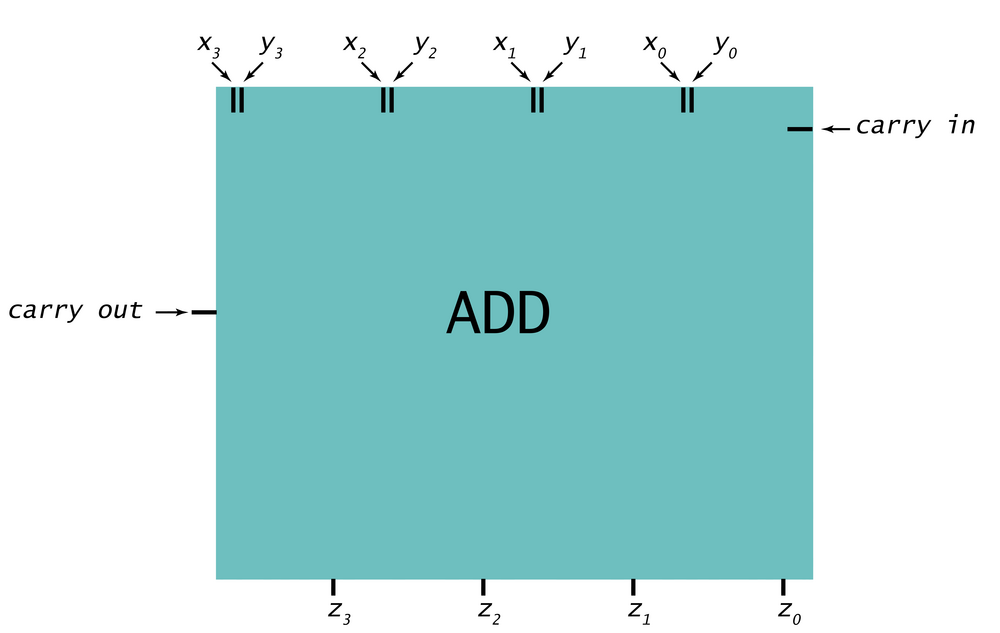 x₃ y₃ x₂ y₂ x₁ y₁ x₀ y₀
carry in
carry out
ADD
z₃ z₂ z₁ z₀